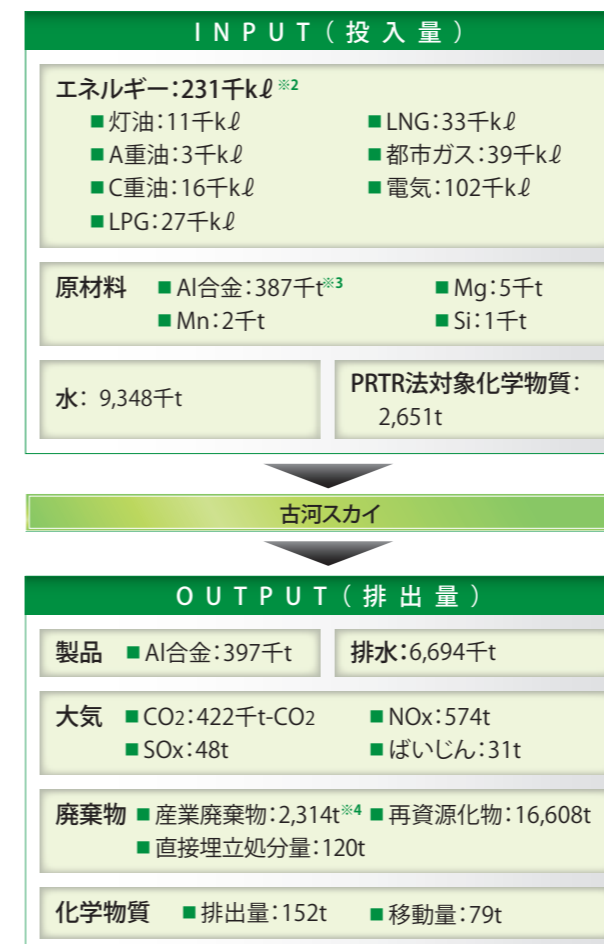 INPUT(投入量)
エネルギー:231千kℓ※2
■灯油:11千kℓ ■LNG:33千kℓ
■A重油:3千kℓ ■都市ガス:39千kℓ
■C重油:16千kℓ ■電気:102千kℓ
■LPG:27千kℓ
原材料 ■Al合金:387千t※3 ■Mg:5千t
■Mn:2千t ■Si:1千t
水: 9,348千t
PRTR法対象化学物質:
2,651t
古河スカイ
OUTPUT(排出量)
製品 ■Al合金:397千t
排水:6,694千t
大気 ■CO2:422千t-CO2 ■NOx:574t
■SOx:48t ■ばいじん:31t
廃棄物 ■産業廃棄物:2,314t※4 ■再資源化物:16,608t
■直接埋立処分量:120t
化学物質 ■排出量:152t ■移動量:79t